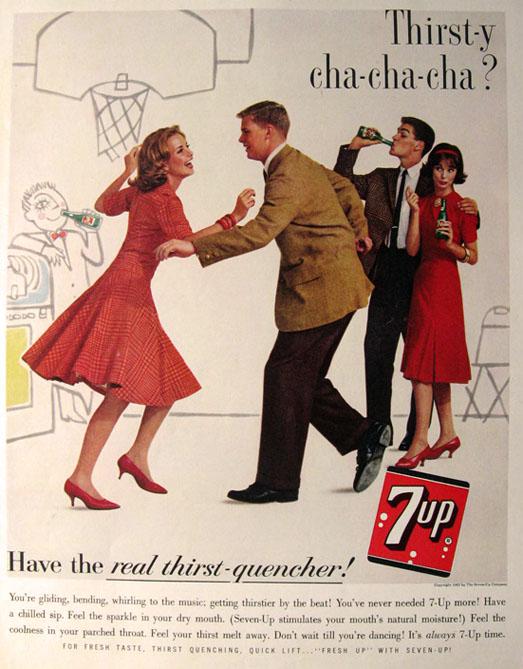 Thirst-y
cha-cha-cha?
7up
Have the real thirst-quencher!
You're gliding, bending, whirling to the music; getting thirstier by the beat! You've never needed 7-Up more! Have
a chilled sip. Feel the sparkle in your dry mouth. (Seven-Up stimulates your mouth's natural moisture!) Feel the
coolness in your parched throat. Feel your thirst melt away. Don't wait till you're dancing! It's always 7-Up time.
FOR FRESH TASTE, THIRST QUENCHING, QUICK LIFT..."FRESH UP" WITH SEVEN-UP!